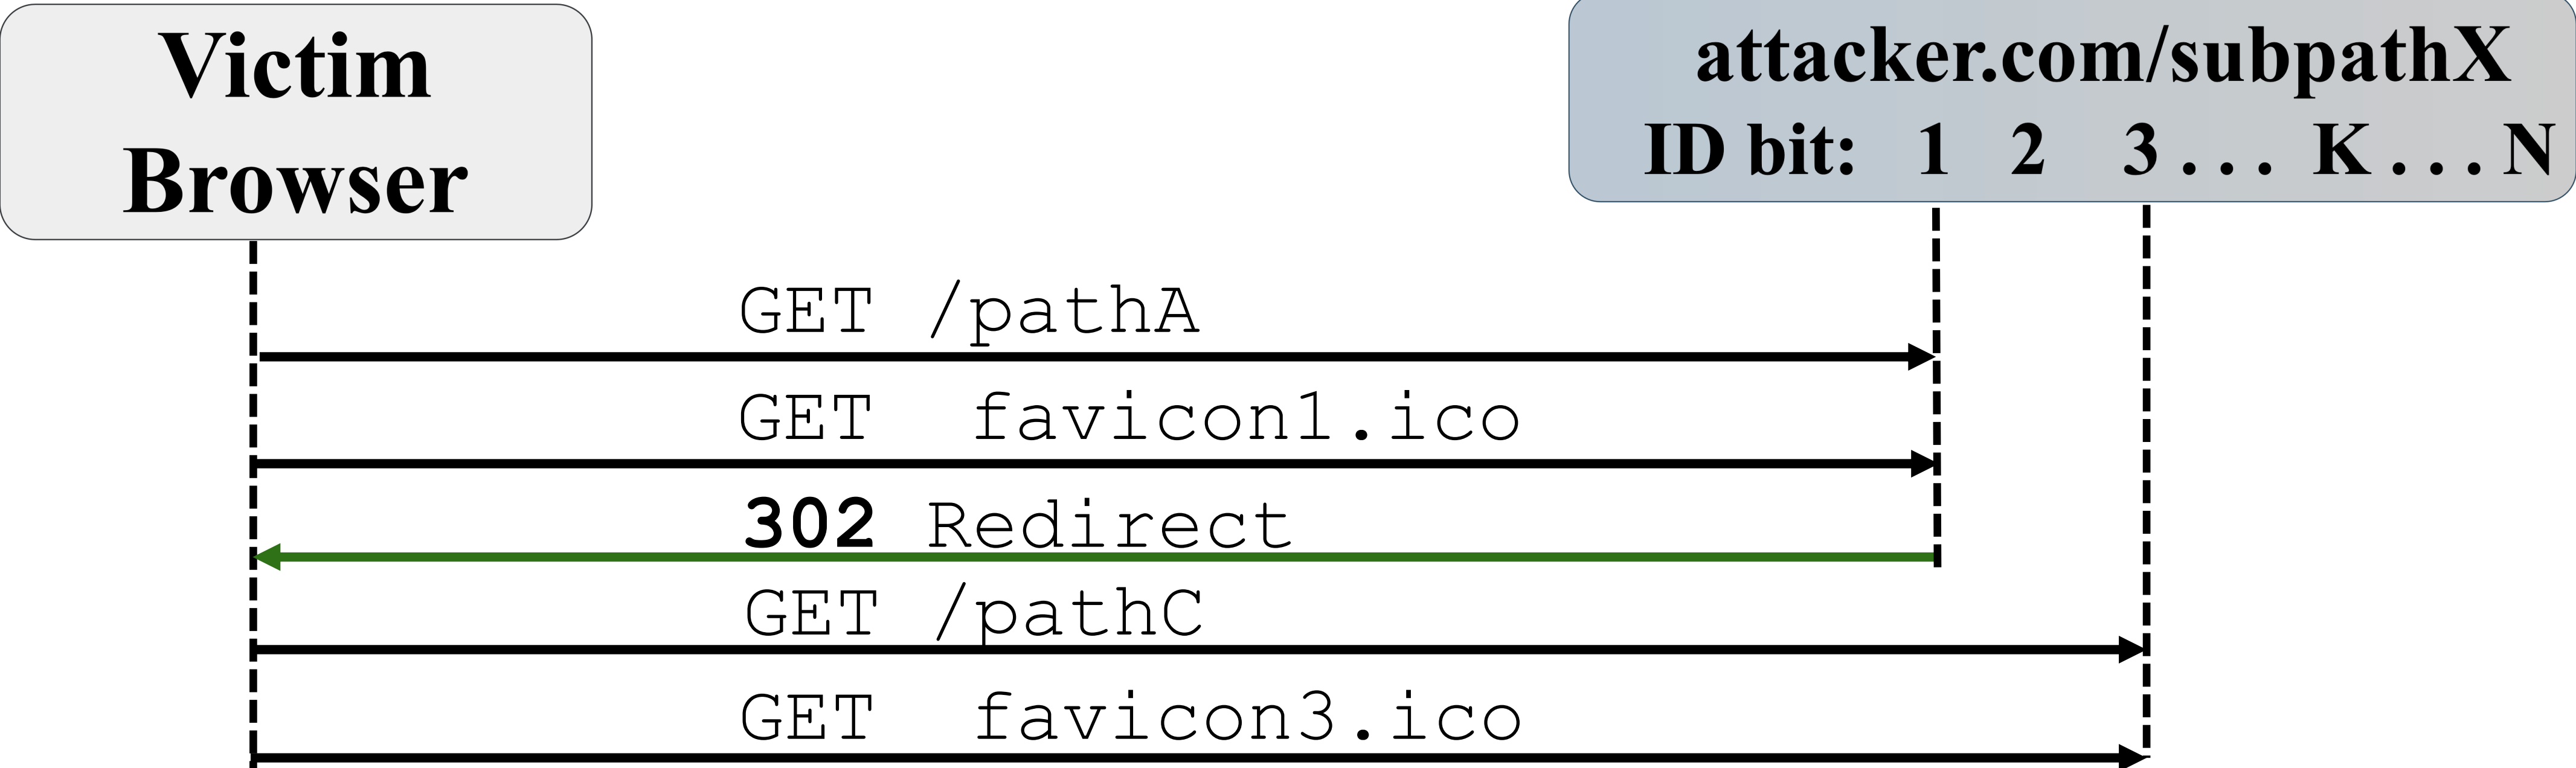 Victim
Browser
attacker.com/subpathX
ID bit: 1 2 3 . . . K . . . N
GET /pathA
GET favicon1.ico
302 Redirect
GET /pathC
GET favicon3.ico